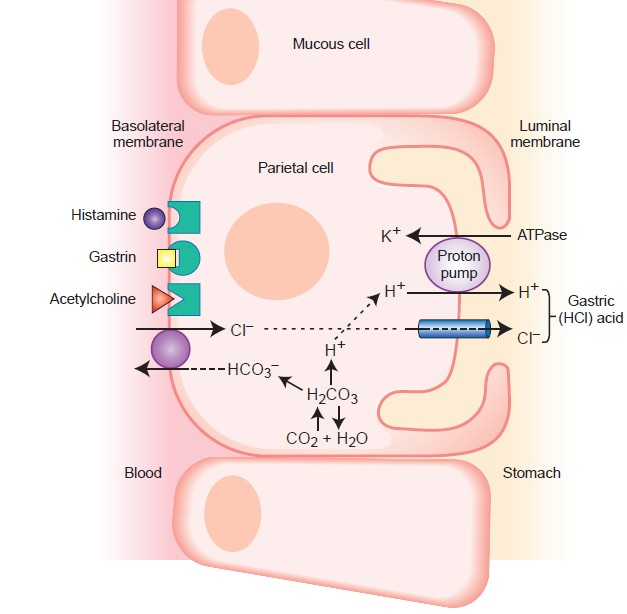 Mucous cell
Basolateral
membrane
Luminal
membrane
Parietal cell
Histamine
K+
ATPase
Gastrin
Proton
pump
Acetylcholine
H+
H+
Gastric
(HCl) acid
Cl–
Cl–
H+
HCO3–
H2CO3
CO2 + H2O
Blood
Stomach